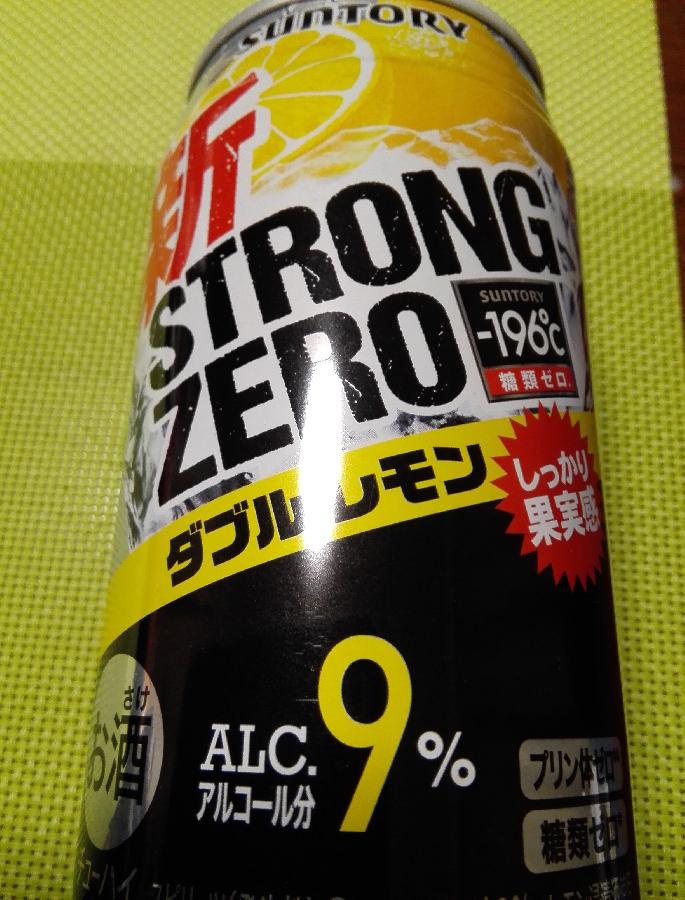 SUNTORY
新
STRONG
ZERO
SUNTORY
-196℃
糖類ゼロ
ダブルレモン
しっかり
果実感
さけ
お酒
ALC.
アルコール分
9%
プリン体ゼロ
糖類ゼロ